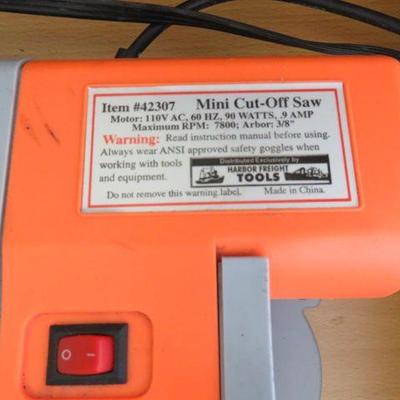 Item #42307 Mini Cut-Off Saw
Motor: 110V AC, 60 HZ, 90 WATTS, .9 AMP
Maximum RPM: 7800; Arbor: 3/8"
Warning: Read instruction manual before using.
Always wear ANSI approved safety goggles when
working with tools
and equipment.
Distributed Exclusively by
HARBOR FREIGHT
TOOLS
Do not remove this warning label. Made in China.